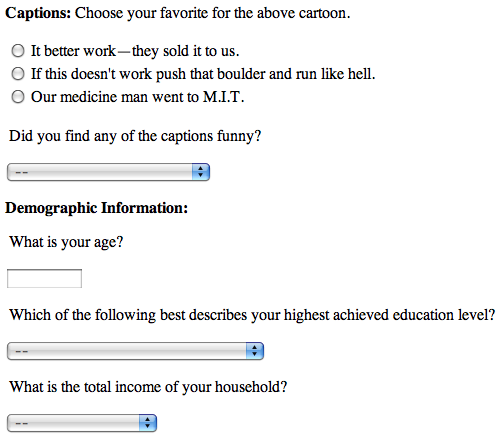 Captions: Choose your favorite for the above cartoon.
It better work—they sold it to us.
If this doesn't work push that boulder and run like hell.
Our medicine man went to M.I.T.
Did you find any of the captions funny?
--
Demographic Information:
What is your age?
Which of the following best describes your highest achieved education level?
--
What is the total income of your household?
--